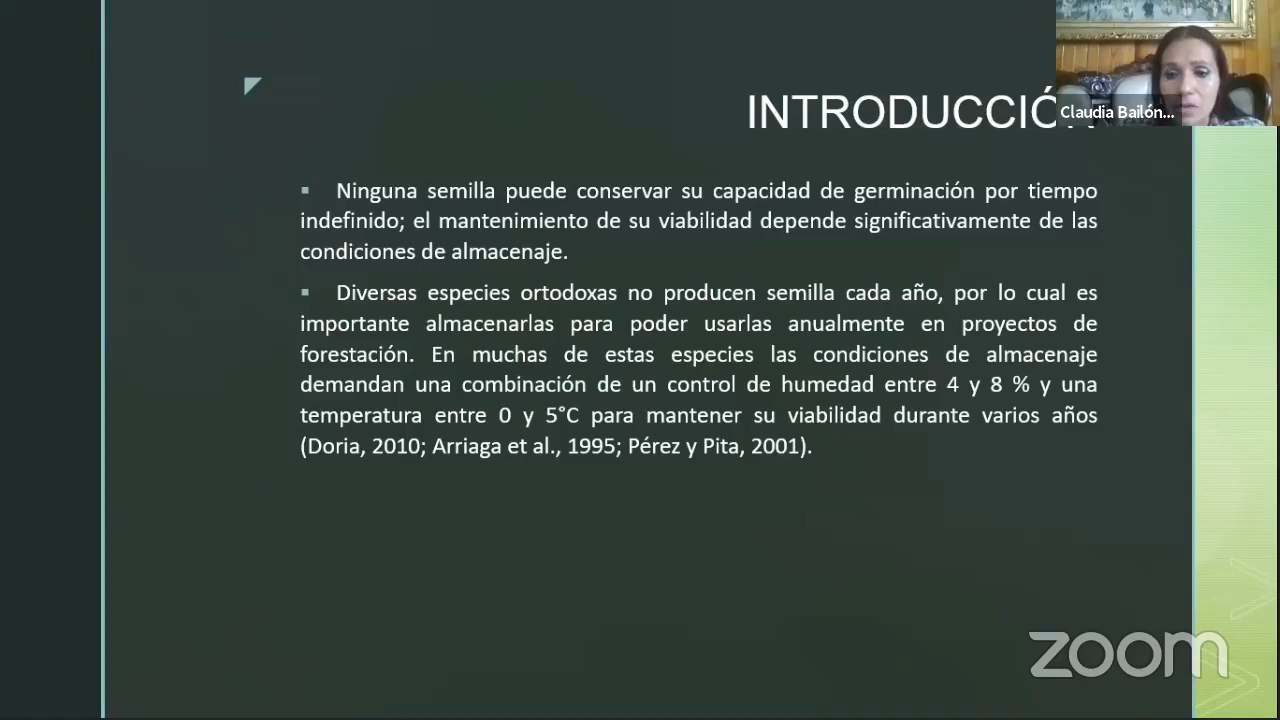 INTRODUCCIÓN
Claudia Bailón...
▪ Ninguna semilla puede conservar su capacidad de germinación por tiempo
indefinido; el mantenimiento de su viabilidad depende significativamente de las
condiciones de almacenaje.
▪ Diversas especies ortodoxas no producen semilla cada año, por lo cual es
importante almacenarlas para poder usarlas anualmente en proyectos de
forestación. En muchas de estas especies las condiciones de almacenaje
demandan una combinación de un control de humedad entre 4 y 8 % y una
temperatura entre 0 y 5°C para mantener su viabilidad durante varios años
(Doria, 2010; Arriaga et al., 1995; Pérez y Pita, 2001).
zoom